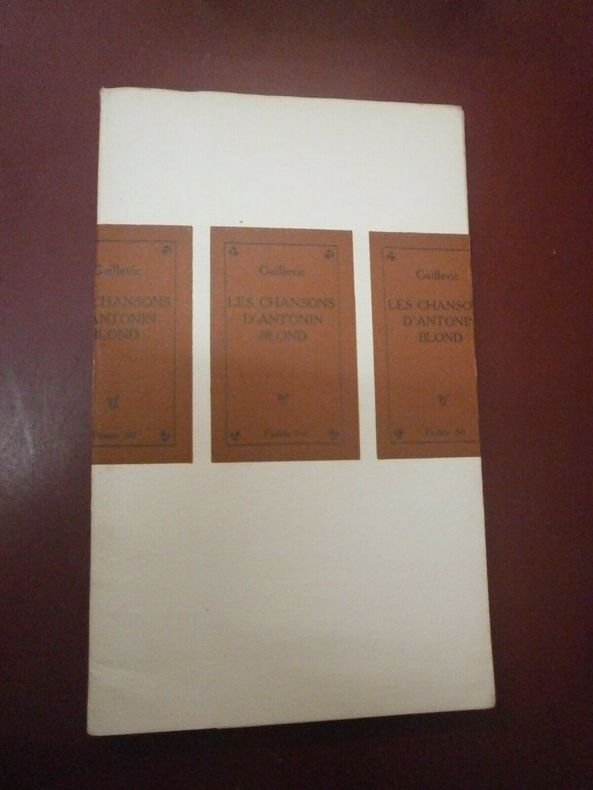 Guillevic
CHANSONS
ANTONIN
BLOND
Poésie 50
Guillevic
LES CHANSONS
D'ANTONIN
BLOND
Poésie 50
Guillevic
LES CHANSO
D'ANTONIN
BLOND
Poésie 50